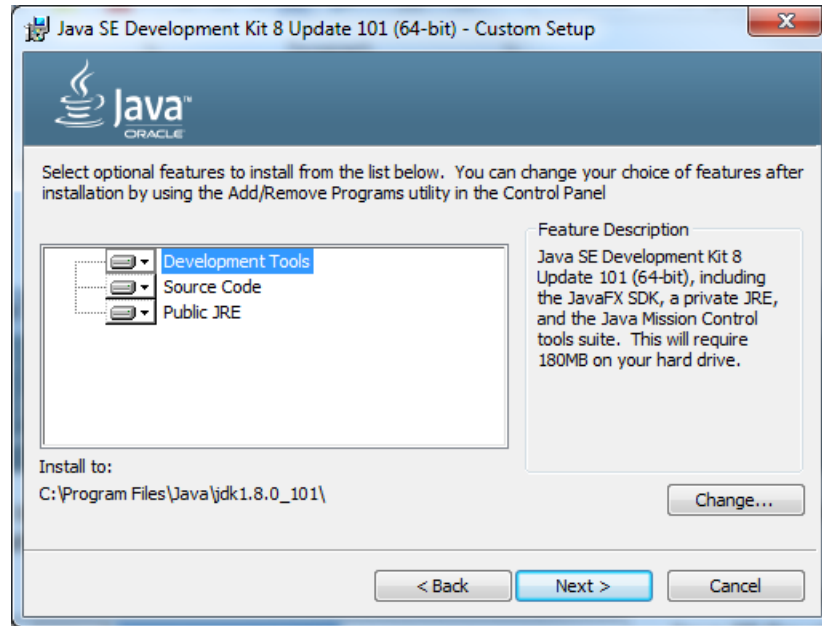 Java SE Development Kit 8 Update 101 (64-bit) - Custom Setup
Java™
ORACLE
Select optional features to install from the list below.  You can change your choice of features after
installation by using the Add/Remove Programs utility in the Control Panel
Development Tools
Source Code
Public JRE
Feature Description
Java SE Development Kit 8
Update 101 (64-bit), including
the JavaFX SDK, a private JRE,
and the Java Mission Control
tools suite.  This will require
180MB on your hard drive.
Install to:
C:\Program Files\Java\jdk1.8.0_101\
Change...
< Back
Next >
Cancel